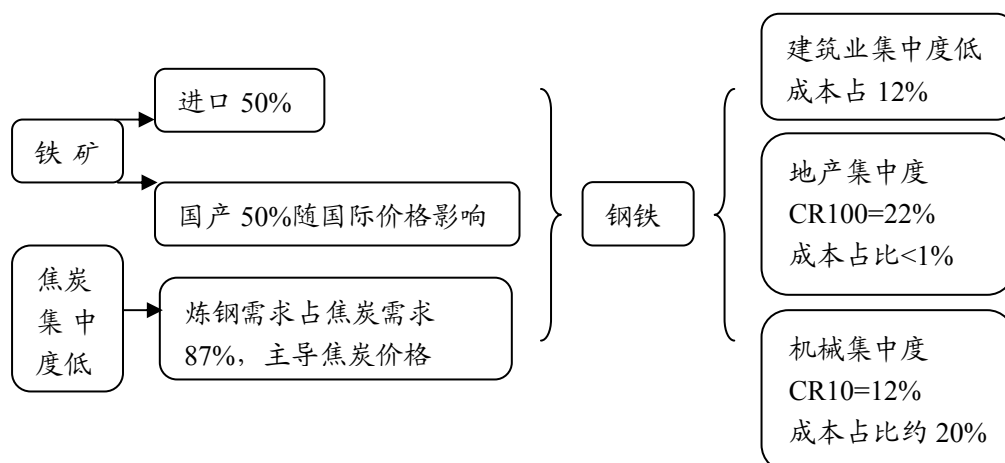 铁 矿
进口 50%
国产 50%随国际价格影响
焦炭
集 中
度低
炼钢需求占焦炭需求
87%，主导焦炭价格
钢铁
建筑业集中度低
成本占 12%
地产集中度
CR100=22%
成本占比<1%
机械集中度
CR10=12%
成本占比约 20%